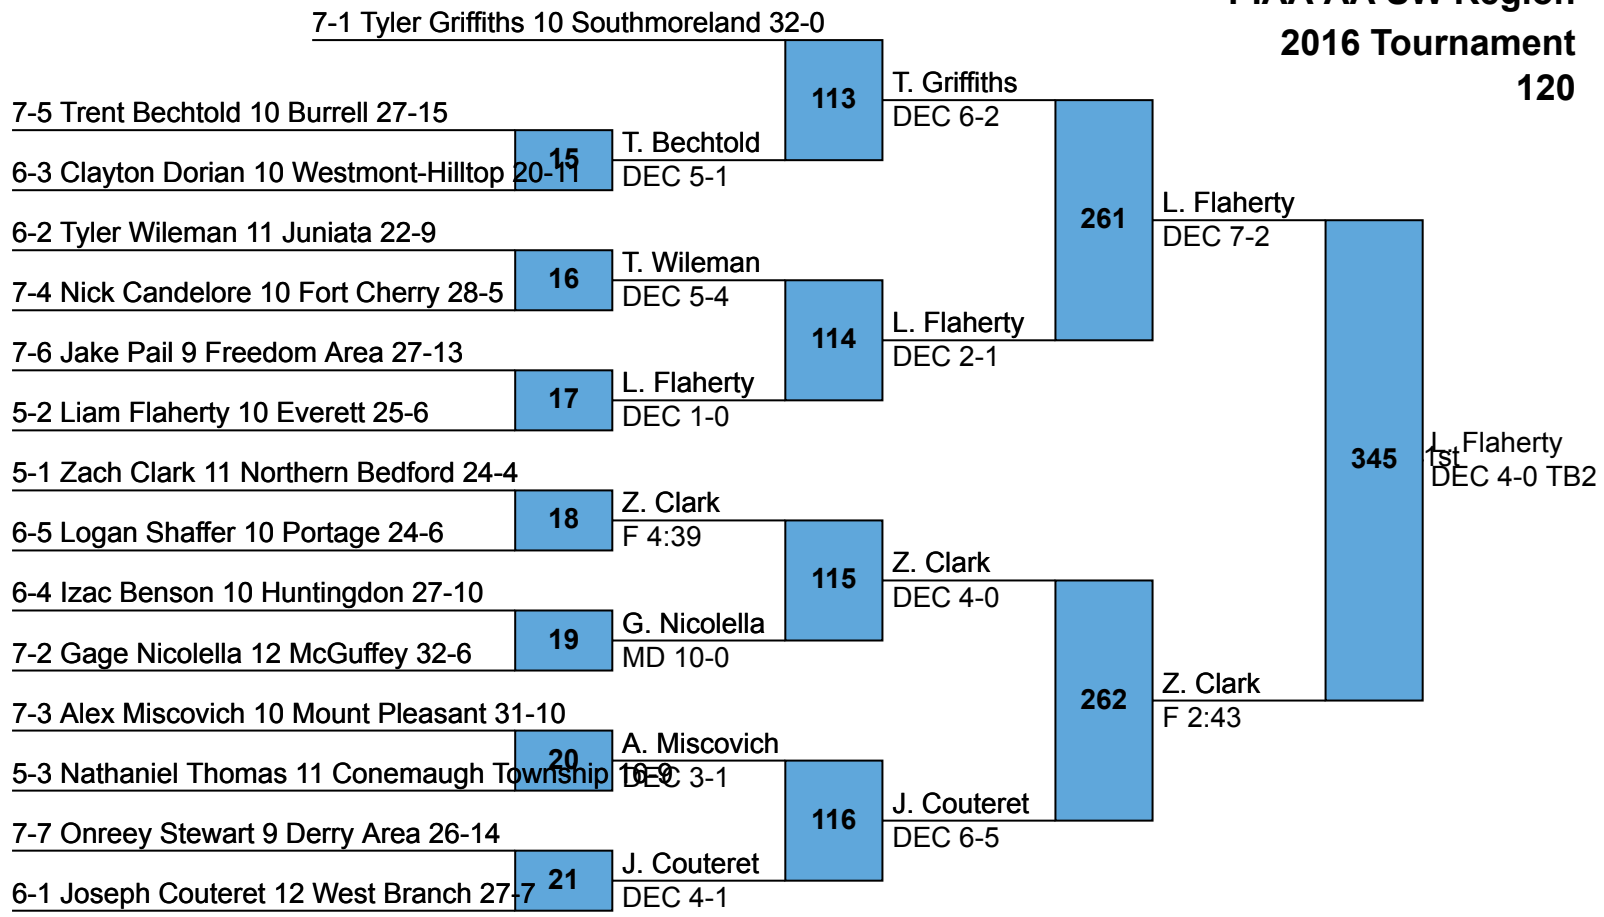 7-1 Tyler Griffiths 10 Southmoreland 32-0
2016 Tournament
120
7-5 Trent Bechtold 10 Burrell 27-15
6-3 Clayton Dorian 10 Westmont-Hilltop 20-11
6-2 Tyler Wileman 11 Juniata 22-9
7-4 Nick Candelore 10 Fort Cherry 28-5
7-6 Jake Pail 9 Freedom Area 27-13
5-2 Liam Flaherty 10 Everett 25-6
5-1 Zach Clark 11 Northern Bedford 24-4
6-5 Logan Shaffer 10 Portage 24-6
6-4 Izac Benson 10 Huntingdon 27-10
7-2 Gage Nicolella 12 McGuffey 32-6
7-3 Alex Miscovich 10 Mount Pleasant 31-10
5-3 Nathaniel Thomas 11 Conemaugh Township 16-9
7-7 Onreey Stewart 9 Derry Area 26-14
6-1 Joseph Couteret 12 West Branch 27-7
15
16
17
18
19
20
21
T. Bechtold
DEC 5-1
T. Wileman
DEC 5-4
L. Flaherty
DEC 1-0
Z. Clark
F 4:39
G. Nicolella
MD 10-0
A. Miscovich
DEC 3-1
J. Couteret
DEC 4-1
113
114
115
116
T. Griffiths
DEC 6-2
L. Flaherty
DEC 2-1
Z. Clark
DEC 4-0
J. Couteret
DEC 6-5
261
262
L. Flaherty
DEC 7-2
Z. Clark
F 2:43
345
L. Flaherty
1st
DEC 4-0 TB2